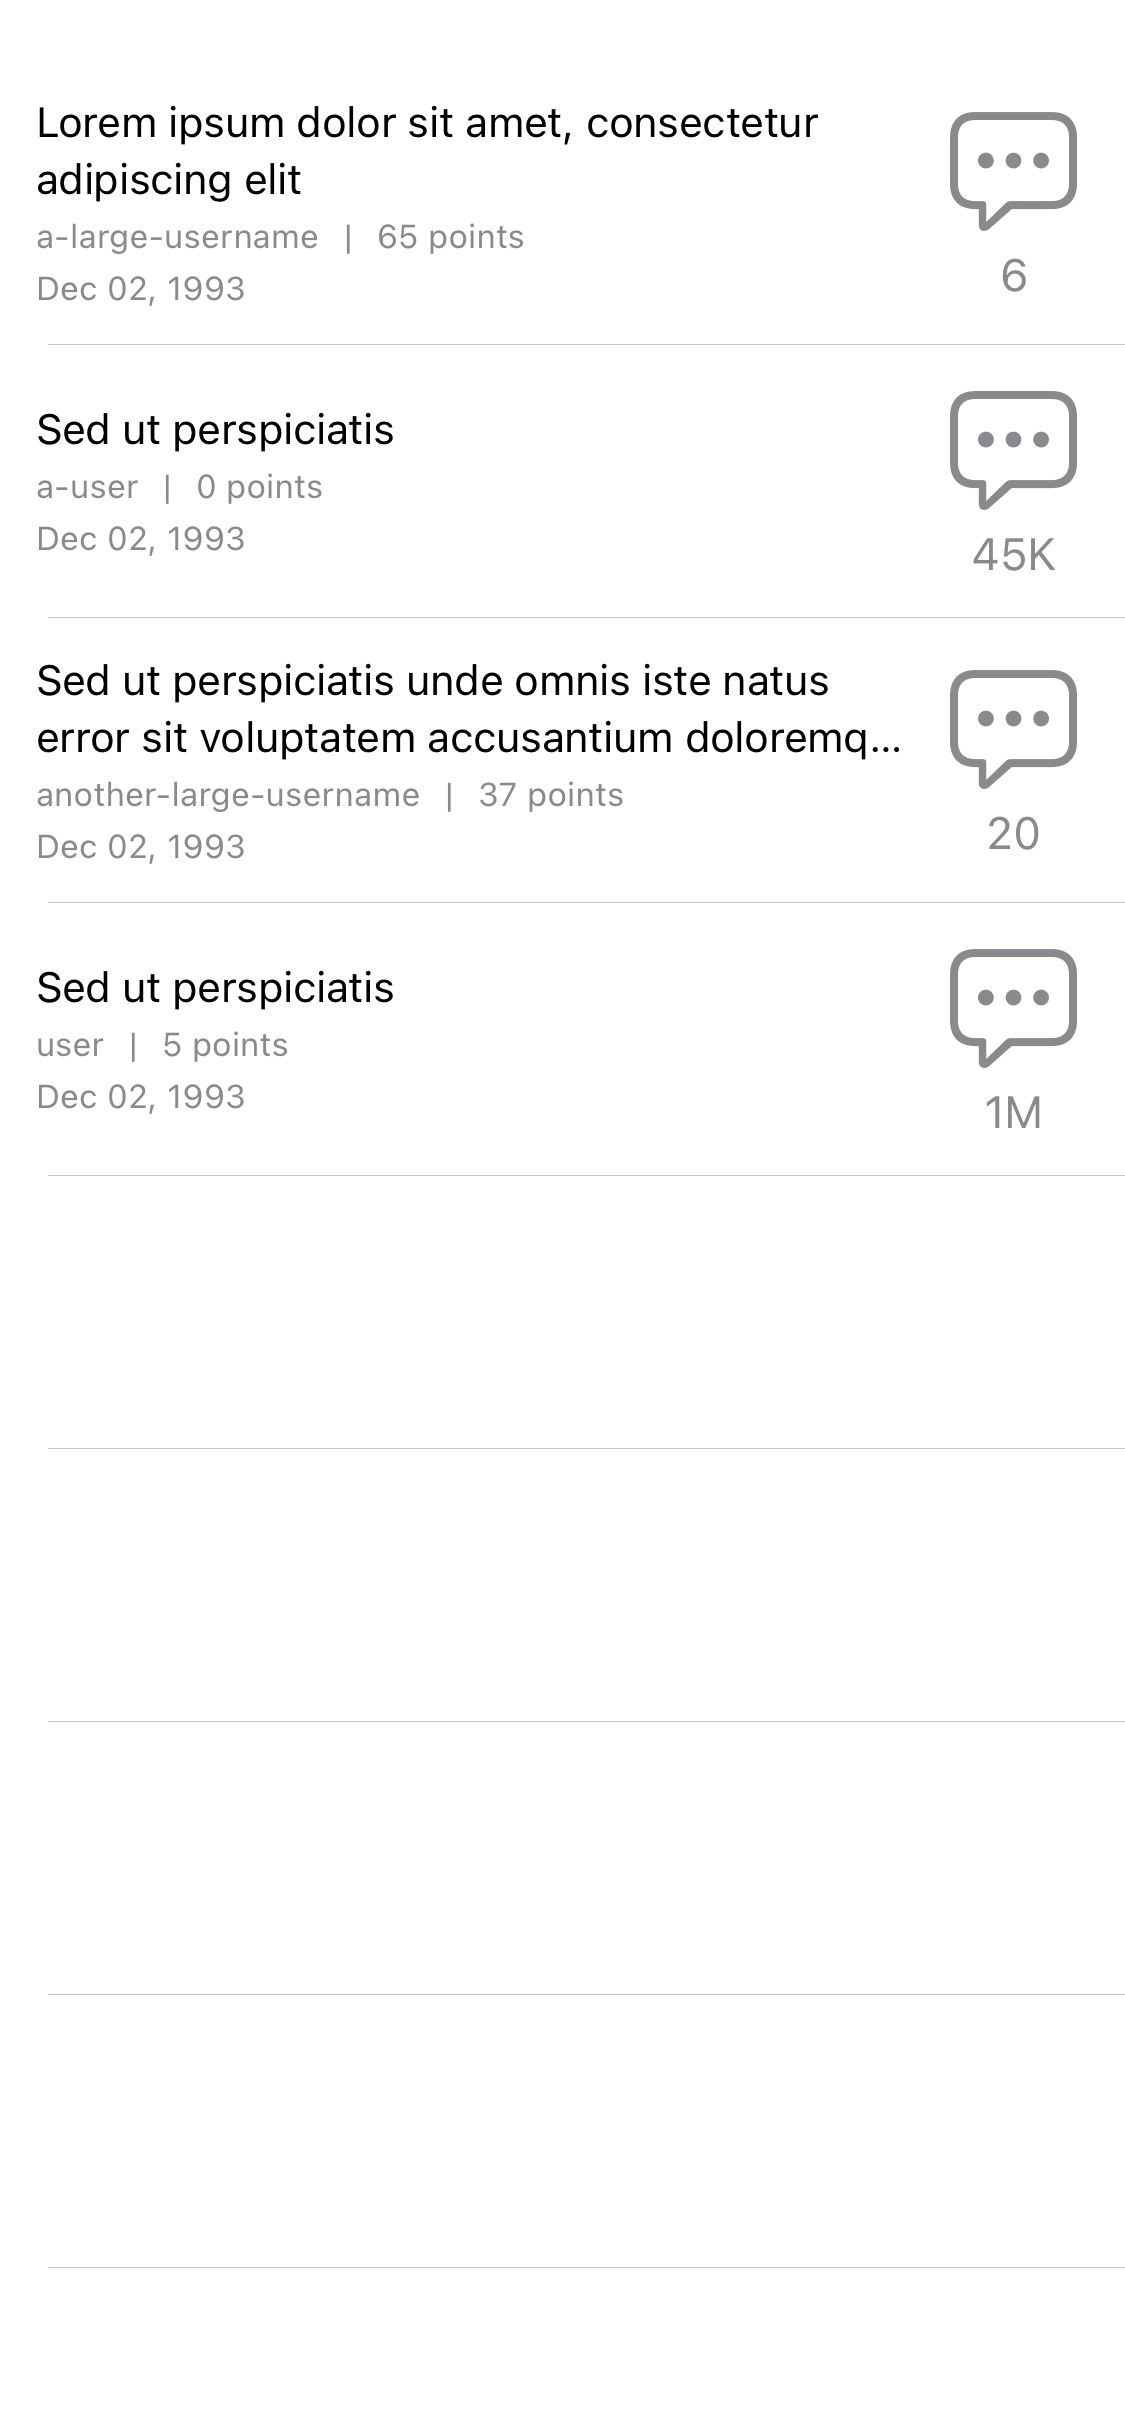 Lorem ipsum dolor sit amet, consectetur
adipiscing elit
a-large-username | 65 points
Dec 02, 1993
6
Sed ut perspiciatis
a-user | 0 points
Dec 02, 1993
45K
Sed ut perspiciatis unde omnis iste natus
error sit voluptatem accusantium doloremq...
another-large-username | 37 points
Dec 02, 1993
20
Sed ut perspiciatis
user | 5 points
Dec 02, 1993
1M